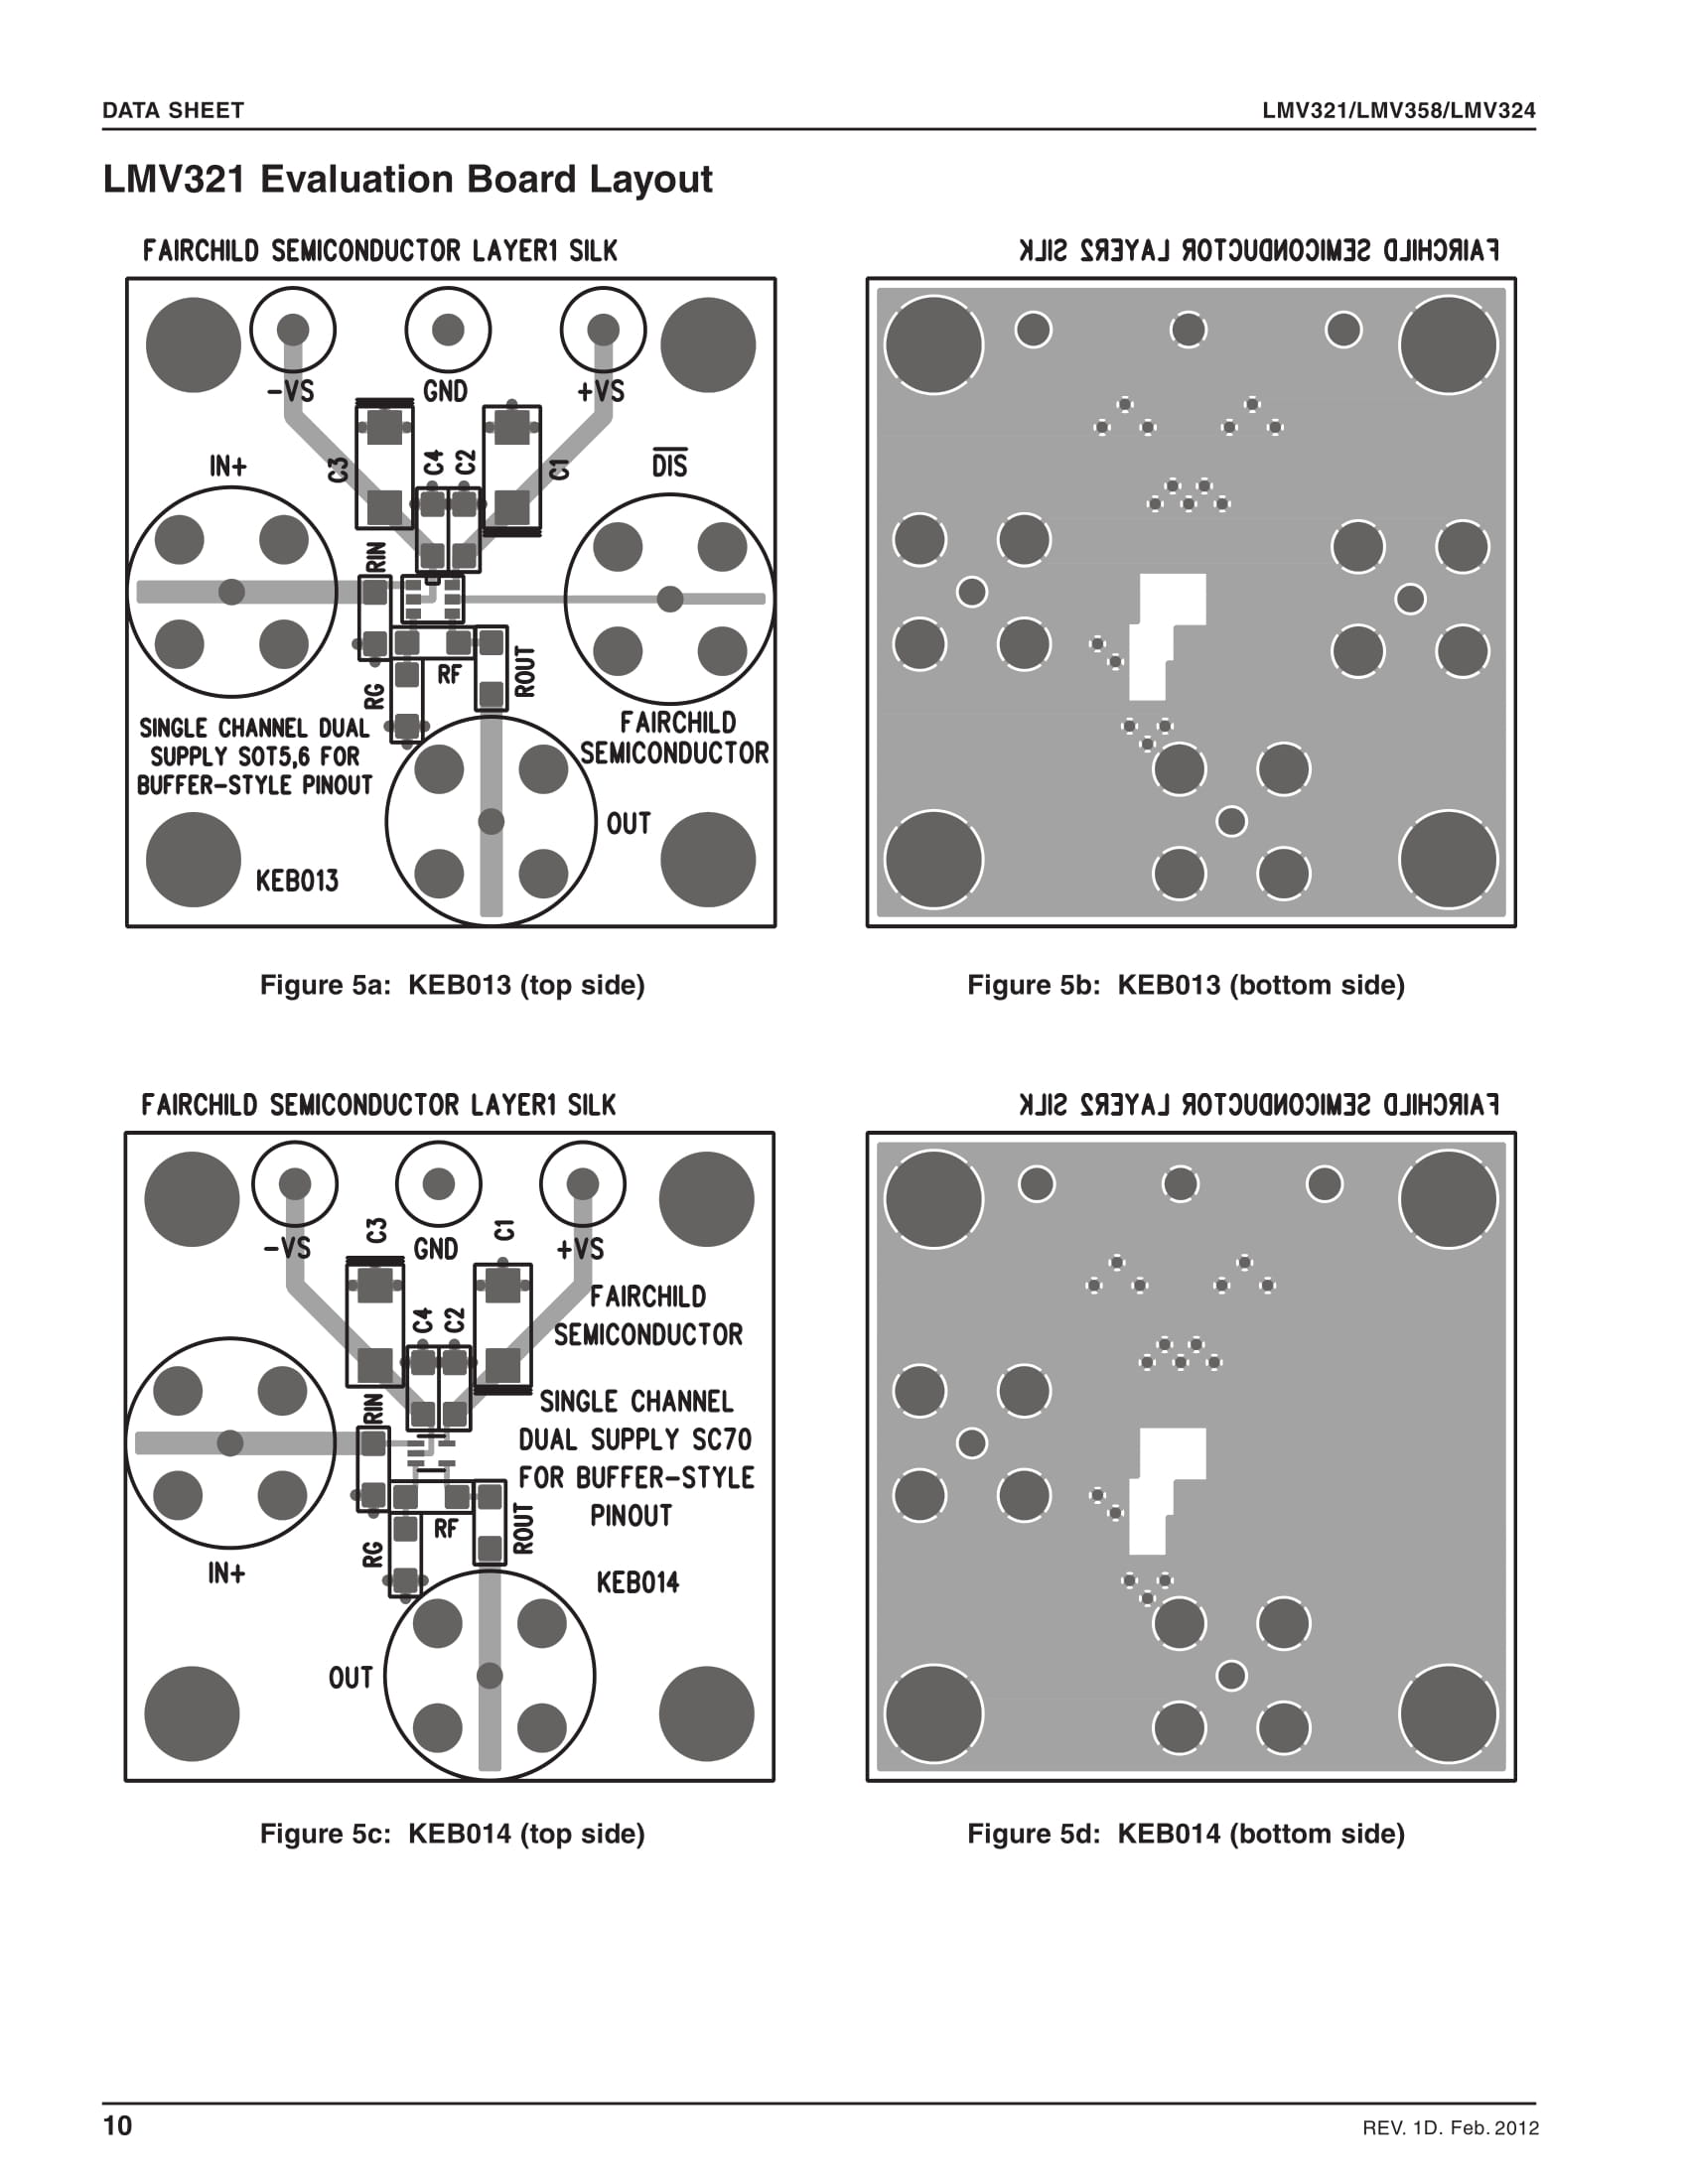 DATA SHEET
LMV321/LMV358/LMV324
LMV321 Evaluation Board Layout
FAIRCHILD SEMICONDUCTOR LAYER1 SILK
-VS
GND
+VS
C3
C4
C2
C1
IN+
DIS
RIN
RF
ROUT
RG
SINGLE CHANNEL DUAL
SUPPLY SOT5,6 FOR
BUFFER-STYLE PINOUT
FAIRCHILD
SEMICONDUCTOR
OUT
KEB013
FAIRCHILD SEMICONDUCTOR LAYER2 SILK
Figure 5a: KEB013 (top side)
Figure 5b: KEB013 (bottom side)
FAIRCHILD SEMICONDUCTOR LAYER1 SILK
C3
C1
-VS
GND
+VS
FAIRCHILD
SEMICONDUCTOR
C4
C2
RIN
SINGLE CHANNEL
DUAL SUPPLY SC70
FOR BUFFER-STYLE
PINOUT
RF
ROUT
RG
IN+
KEB014
OUT
FAIRCHILD SEMICONDUCTOR LAYER2 SILK
Figure 5c: KEB014 (top side)
Figure 5d: KEB014 (bottom side)
10
REV. 1D. Feb. 2012